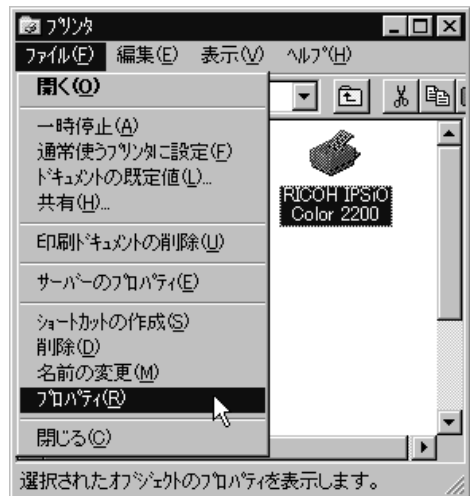 プリンタ
ファイル(F) 編集(E) 表示(V) ヘルプ(H)
開く(O)
一時停止(A)
通常使うプリンタに設定(F)
ドキュメントの既定値(L)...
共有(H)...
印刷ドキュメントの削除(U)
サーバーのプロパティ(E)
ショートカットの作成(S)
削除(D)
名前の変更(M)
プロパティ(R)
閉じる(C)
RICOH IPSiO
Color 2200
選択されたオブジェクトのプロパティを表示します。